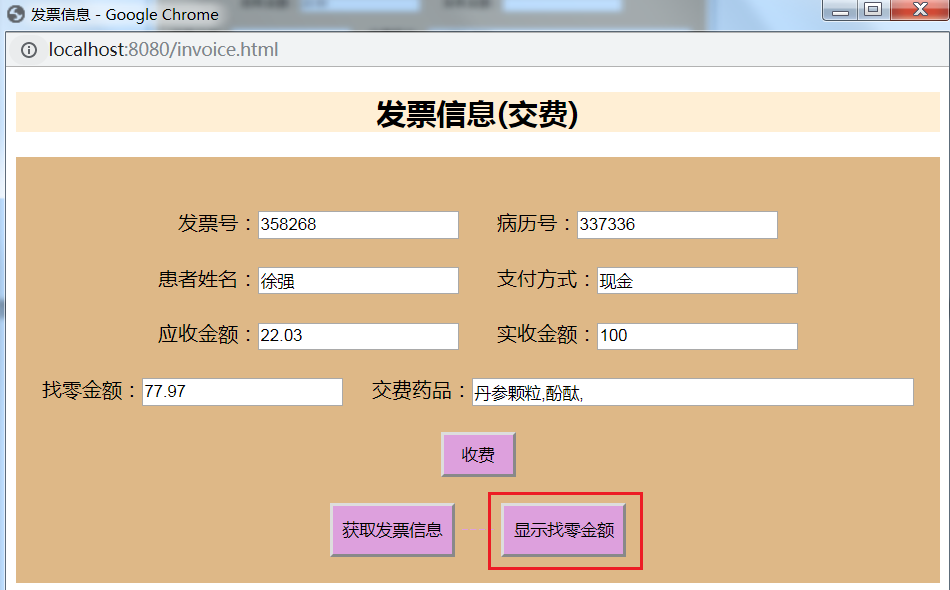 发票信息 - Google Chrome
localhost:8080/invoice.html
发票信息(交费)
发票号：358268 病历号：337336
患者姓名：徐强 支付方式：现金
应收金额：22.03 实收金额：100
找零金额：77.97 交费药品：丹参颗粒,酚酞,
收费
获取发票信息 显示找零金额